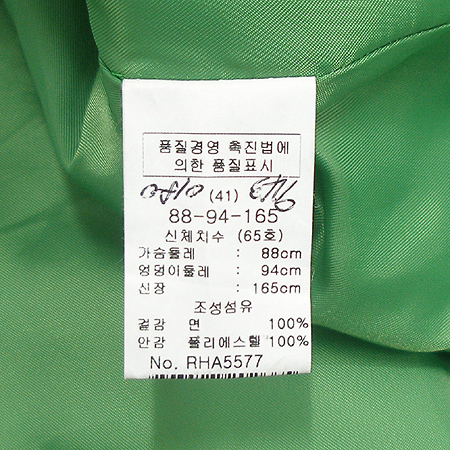 품질경영 촉진법에
의한 품질표시
(41)
88-94-165
신체치수 (65호)
가슴둘레 : 88cm
엉덩이둘레 : 94cm
신장 : 165cm
조성섬유
겉감 면 100%
안감 폴리에스텔 100%
No. RHA5577